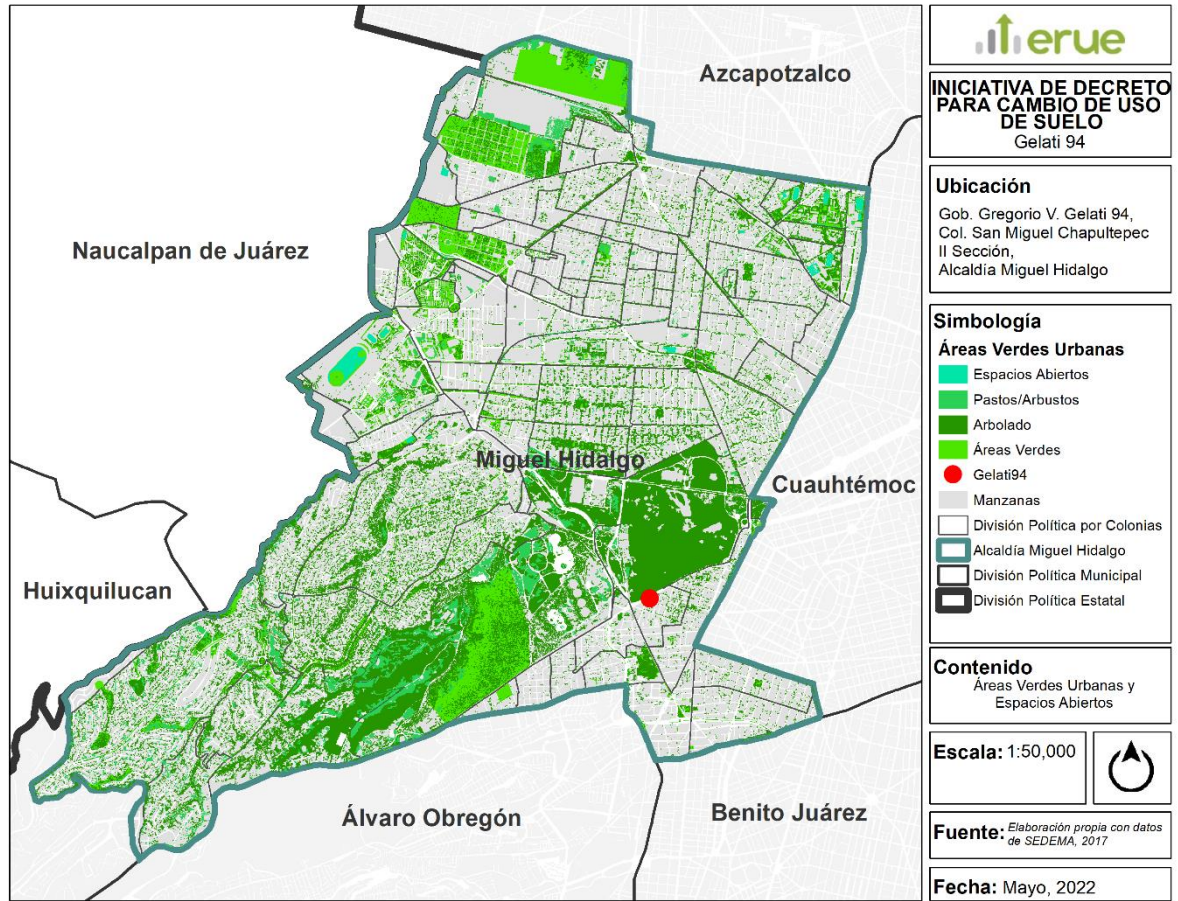 Azcapotzalco
Naucalpan de Juárez
Miguel Hidalgo
Cuauhtémoc
Huixquilucan
Álvaro Obregón
Benito Juárez
erue
INICIATIVA DE DECRETO
PARA CAMBIO DE USO
DE SUELO
Gelati 94
Ubicación
Gob. Gregorio V. Gelati 94,
Col. San Miguel Chapultepec
II Sección,
Alcaldía Miguel Hidalgo
Simbología
Áreas Verdes Urbanas
Espacios Abiertos
Pastos/Arbustos
Arbolado
Áreas Verdes
Gelati94
Manzanas
División Política por Colonias
Alcaldía Miguel Hidalgo
División Política Municipal
División Política Estatal
Contenido
Áreas Verdes Urbanas y
Espacios Abiertos
Escala: 1:50,000
Fuente: Elaboración propia con datos
de SEDEMA, 2017
Fecha: Mayo, 2022